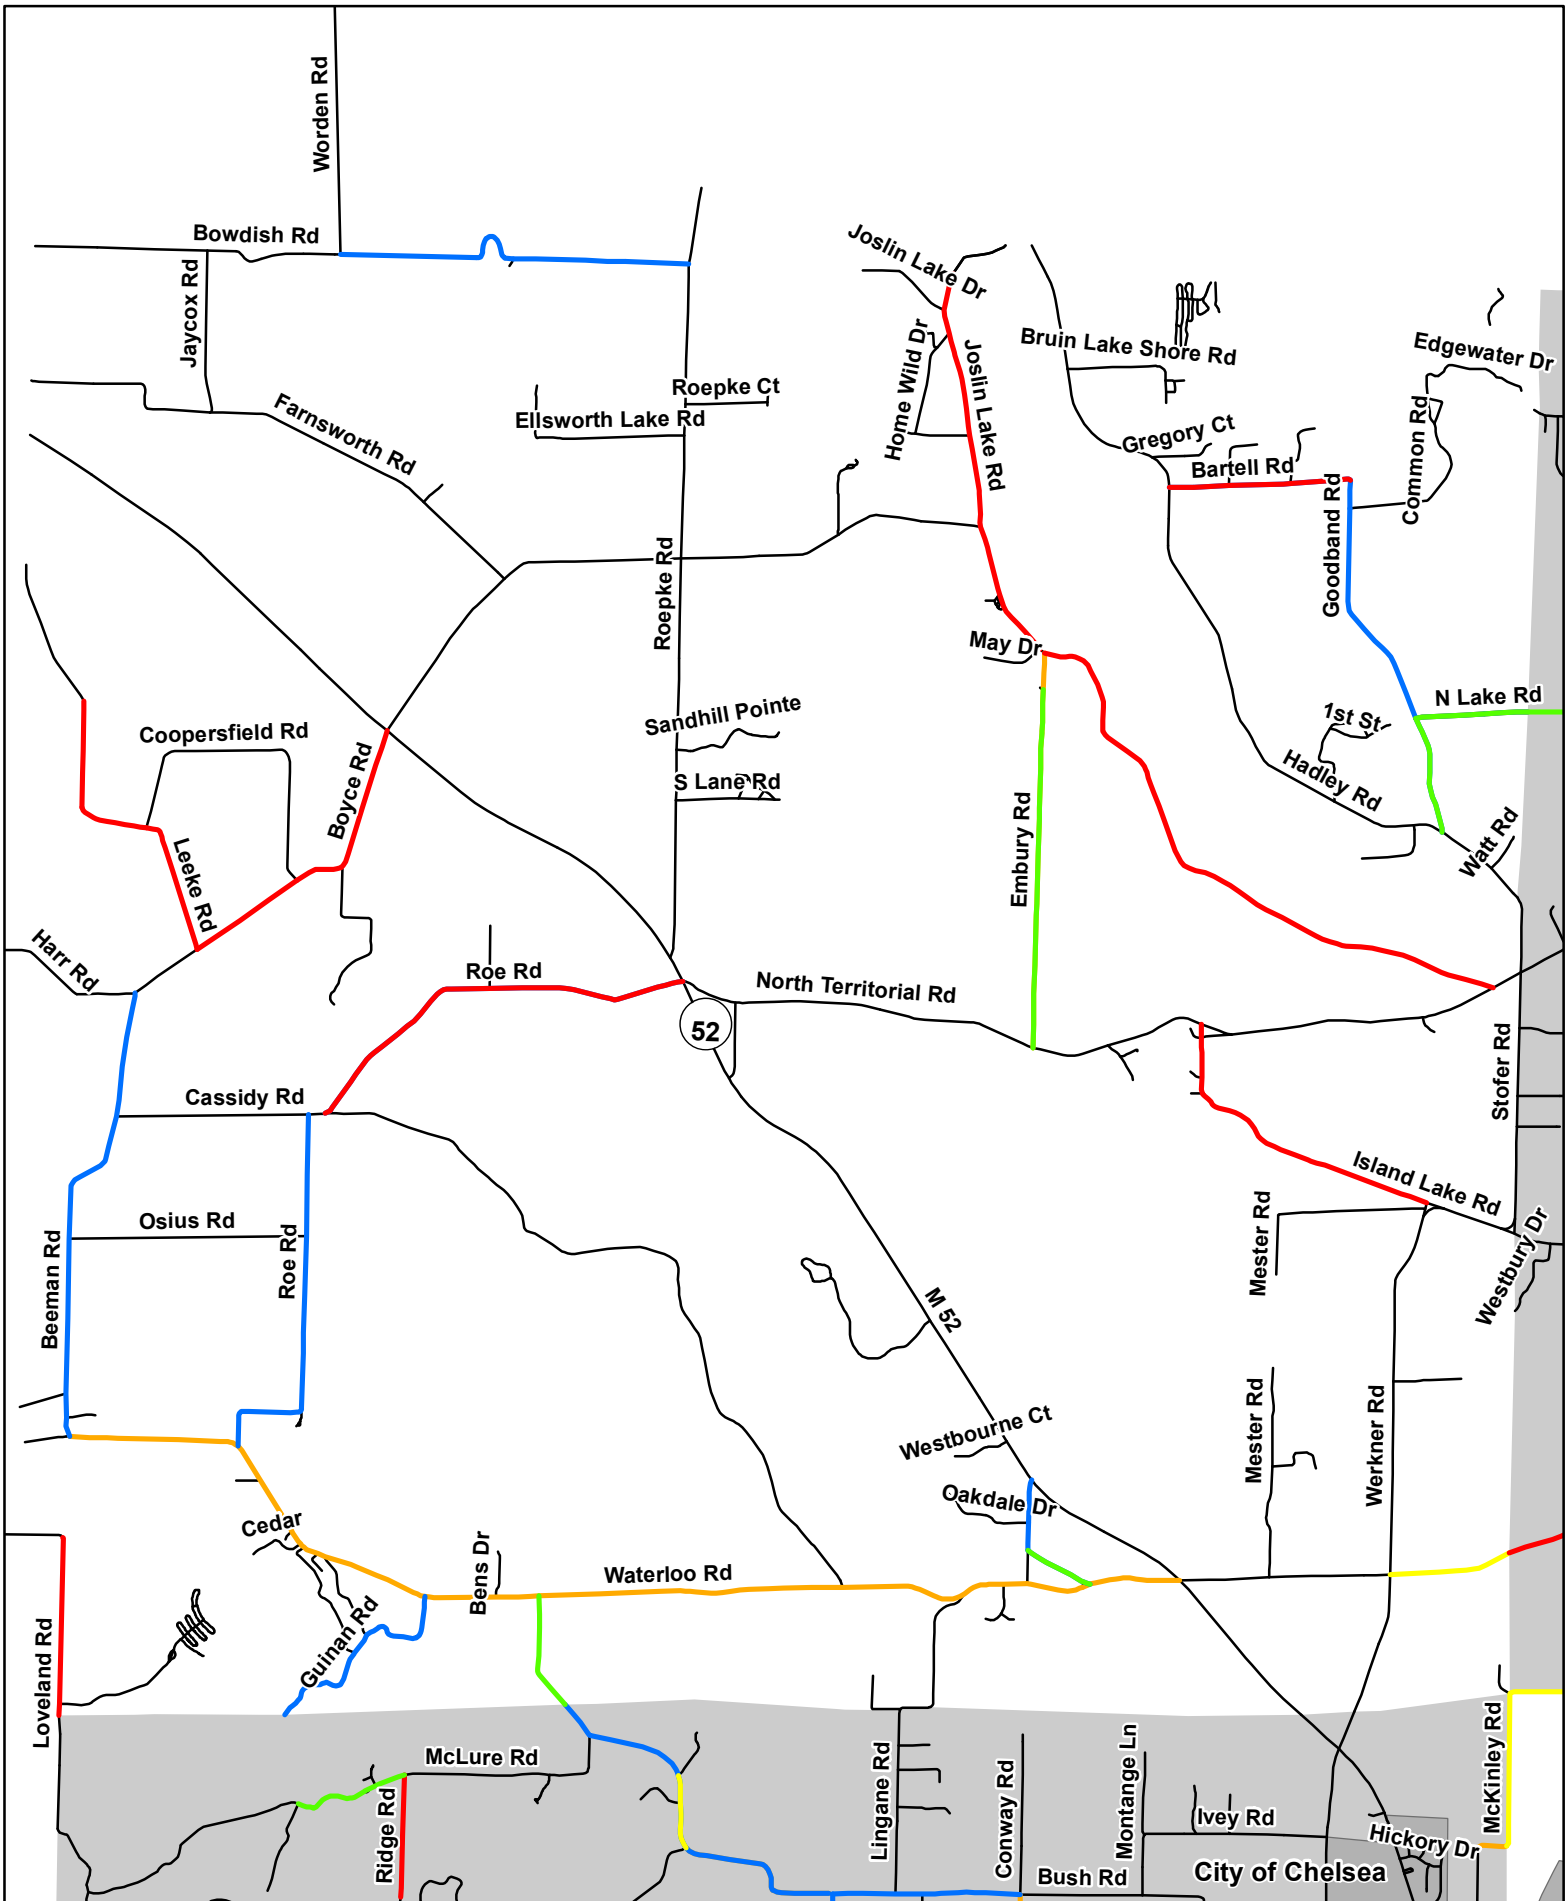 Worden Rd
Bowdish Rd
Jaycox Rd
Joslin Lake Dr
Bruin Lake Shore Rd
Edgewater Dr
Home Wild Dr
Joslin Lake Rd
Roepke Ct
Ellsworth Lake Rd
Farnsworth Rd
Gregory Ct
Bartell Rd
Common Rd
Goodband Rd
Roepke Rd
May Dr
N Lake Rd
Sandhill Pointe
1st St
Coopersfield Rd
Boyce Rd
S Lane Rd
Hadley Rd
Embury Rd
Watt Rd
Leeke Rd
Harr Rd
Roe Rd
North Territorial Rd
52
Stofer Rd
Cassidy Rd
Island Lake Rd
Mester Rd
Osius Rd
Roe Rd
Beeman Rd
Westbury Dr
M 52
Westbourne Ct
Mester Rd
Werkner Rd
Oakdale Dr
Cedar
Bens Dr
Waterloo Rd
Guinan Rd
Loveland Rd
McLure Rd
Ridge Rd
Lingane Rd
Conway Rd
Montange Ln
Ivey Rd
McKinley Rd
Hickory Dr
City of Chelsea
Bush Rd